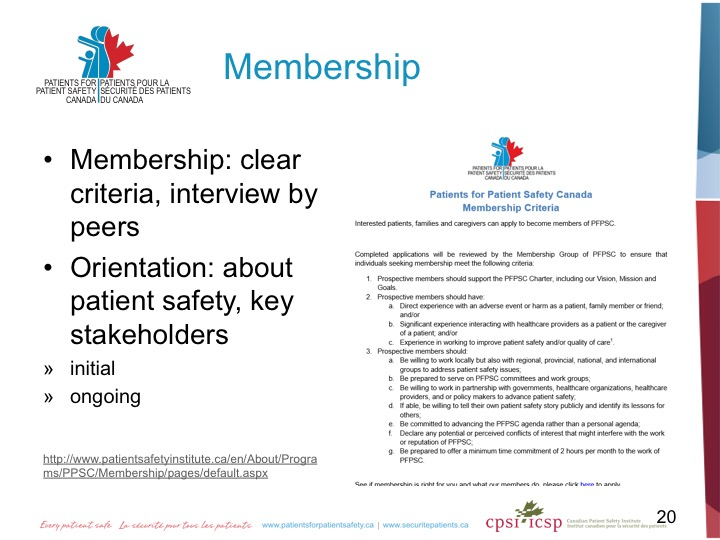 PATIENTS FOR PATIENTS POUR LA
PATIENT SAFETY SÉCURITÉ DES PATIENTS
CANADA DU CANADA
Membership
• Membership: clear
criteria, interview by
peers
• Orientation: about
patient safety, key
stakeholders
» initial
» ongoing
http://www.patientsafetyinstitute.ca/en/About/Progra
ms/PPSC/Membership/pages/default.aspx
PATIENTS FOR PATIENTS POUR LA
PATIENT SAFETY SÉCURITÉ DES PATIENTS
CANADA DU CANADA
Patients for Patient Safety Canada
Membership Criteria
Interested patients, families and caregivers can apply to become members of PFPSC.
Completed applications will be reviewed by the Membership Group of PFPSC to ensure that
individuals seeking membership meet the following criteria:
1. Prospective members should support the PFPSC Charter, including our Vision, Mission and
Goals.
2. Prospective members should have:
a. Direct experience with an adverse event or harm as a patient, family member or friend;
and/or
b. Significant experience interacting with healthcare providers as a patient or the caregiver
of a patient; and/or
c. Experience in working to improve patient safety and/or quality of care1.
3. Prospective members should:
a. Be willing to work locally but also with regional, provincial, national, and international
groups to address patient safety issues;
b. Be prepared to serve on PFPSC committees and work groups;
c. Be willing to work in partnership with governments, healthcare organizations, healthcare
providers, and/or policy makers to advance patient safety;
d. If able, be willing to tell their own patient safety story publicly and identify its lessons for
others;
e. Be committed to advancing the PFPSC agenda rather than a personal agenda;
f. Declare any potential or perceived conflicts of interest that might interfere with the work
or reputation of PFPSC;
g. Be prepared to offer a minimum time commitment of 2 hours per month to the work of
PFPSC.
See if membership is right for you and what our members do, please click here to apply.
Every patient safe La sécurité pour tous les patients www.patientsforpatientsafety.ca | www.securitepatients.ca
cpsi icsp
Canadian Patient Safety Institute
Institut canadien pour la sécurité des patients
20